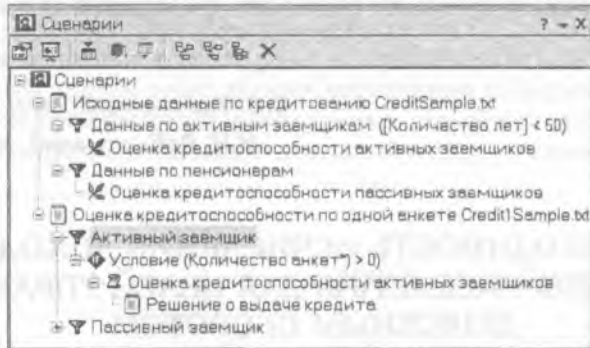 Сценарии ? X
Сценарии
Исходные данные по кредитованию CreditSample.txt
Данные по активным заемщикам ([Количество лет] < 50)
Оценка кредитоспособности активных заемщиков
Данные по пенсионерам
Оценка кредитоспособности пассивных заемщиков
Оценка кредитоспособности по одной анкете Credit1Sample.txt
Активный заемщик
Условие (Количество анкет*) > 0)
Оценка кредитоспособности активных заемщиков
Решение о выдаче кредита
Пассивный заемщик